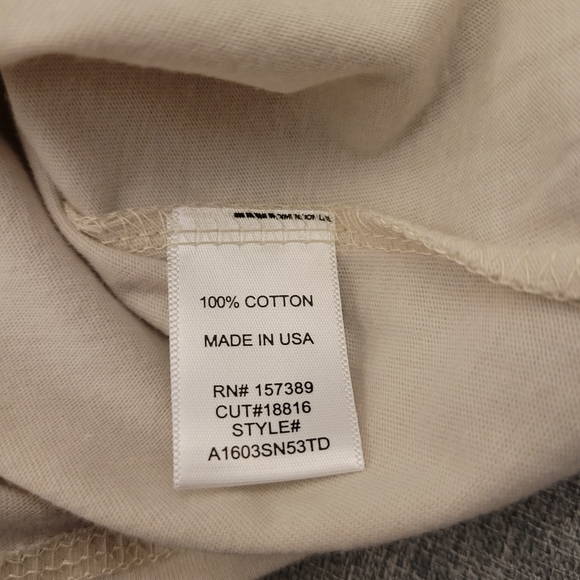 100% COTTON
MADE IN USA
RN# 157389
CUT#18816
STYLE#
A1603SN53TD